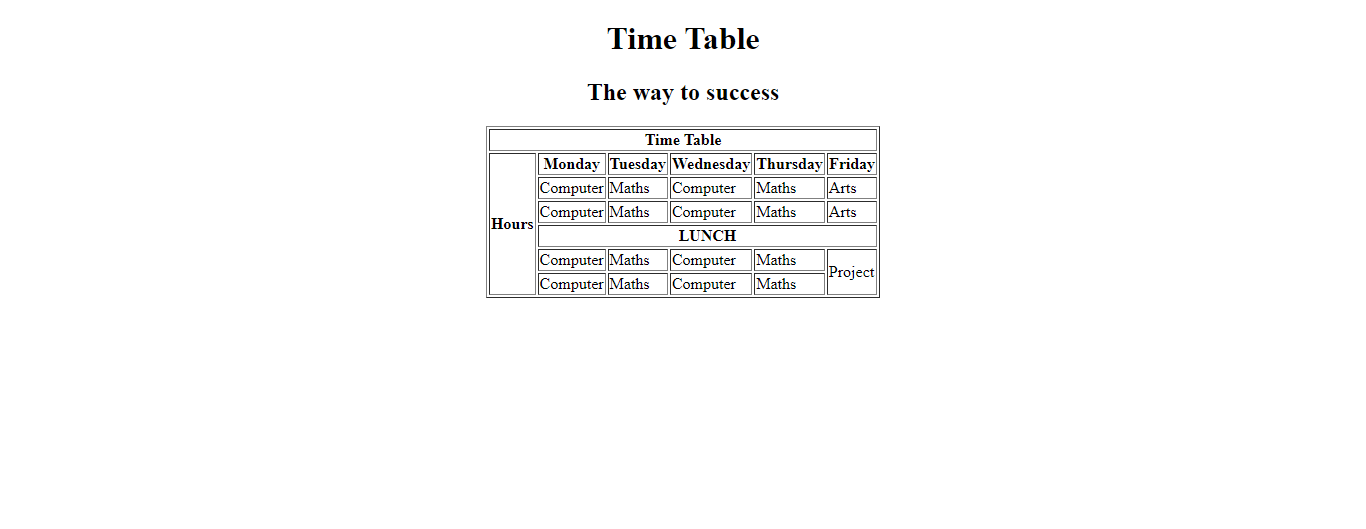 Time Table
The way to success
Time Table
Monday Tuesday Wednesday Thursday Friday
Computer Maths Computer Maths Arts
Computer Maths Computer Maths Arts
Hours
LUNCH
Computer Maths Computer Maths
Project
Computer Maths Computer Maths